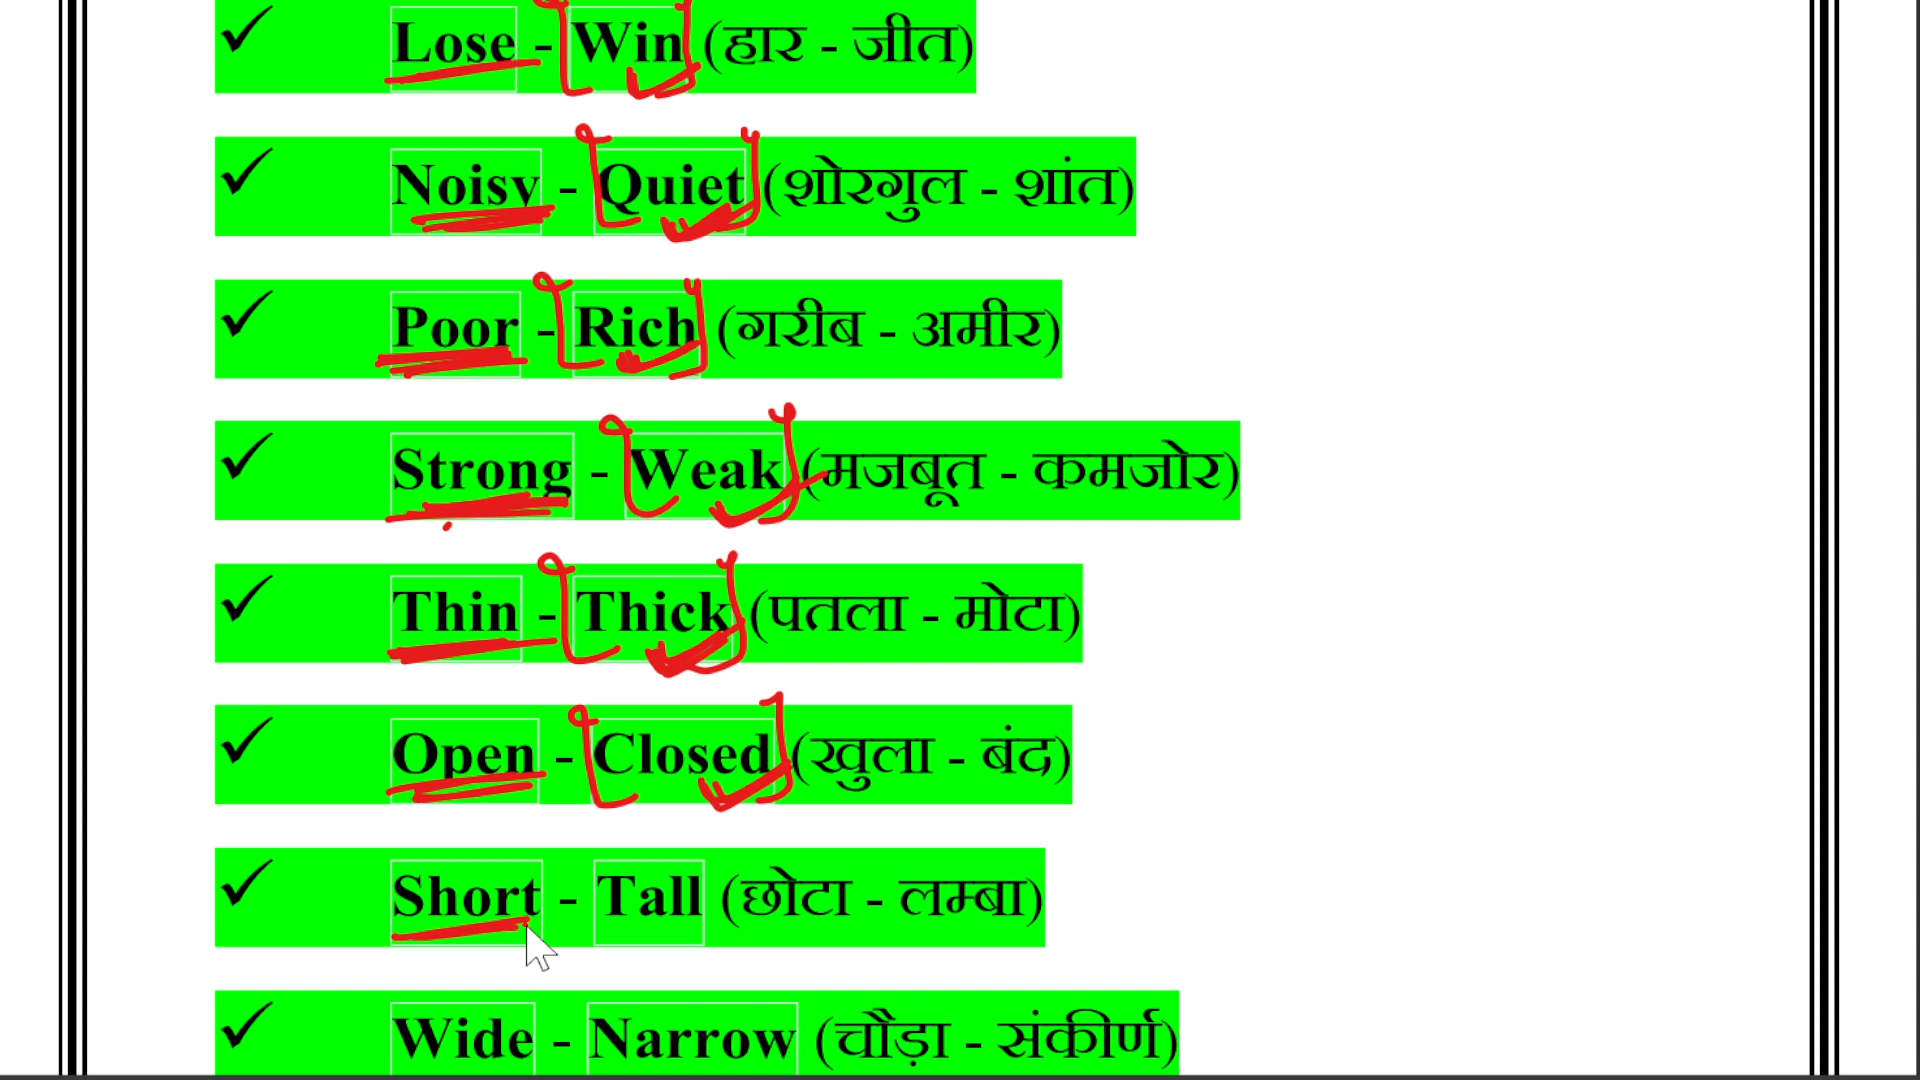 ✓ Lose - Win (हार - जीत)
✓ Noisy - Quiet (शोरगुल - शांत)
✓ Poor - Rich (गरीब - अमीर)
✓ Strong - Weak (मजबूत - कमजोर)
✓ Thin - Thick (पतला - मोटा)
✓ Open - Closed (खुला - बंद)
✓ Short - Tall (छोटा - लम्बा)
✓ Wide - Narrow (चौड़ा - संकीर्ण)